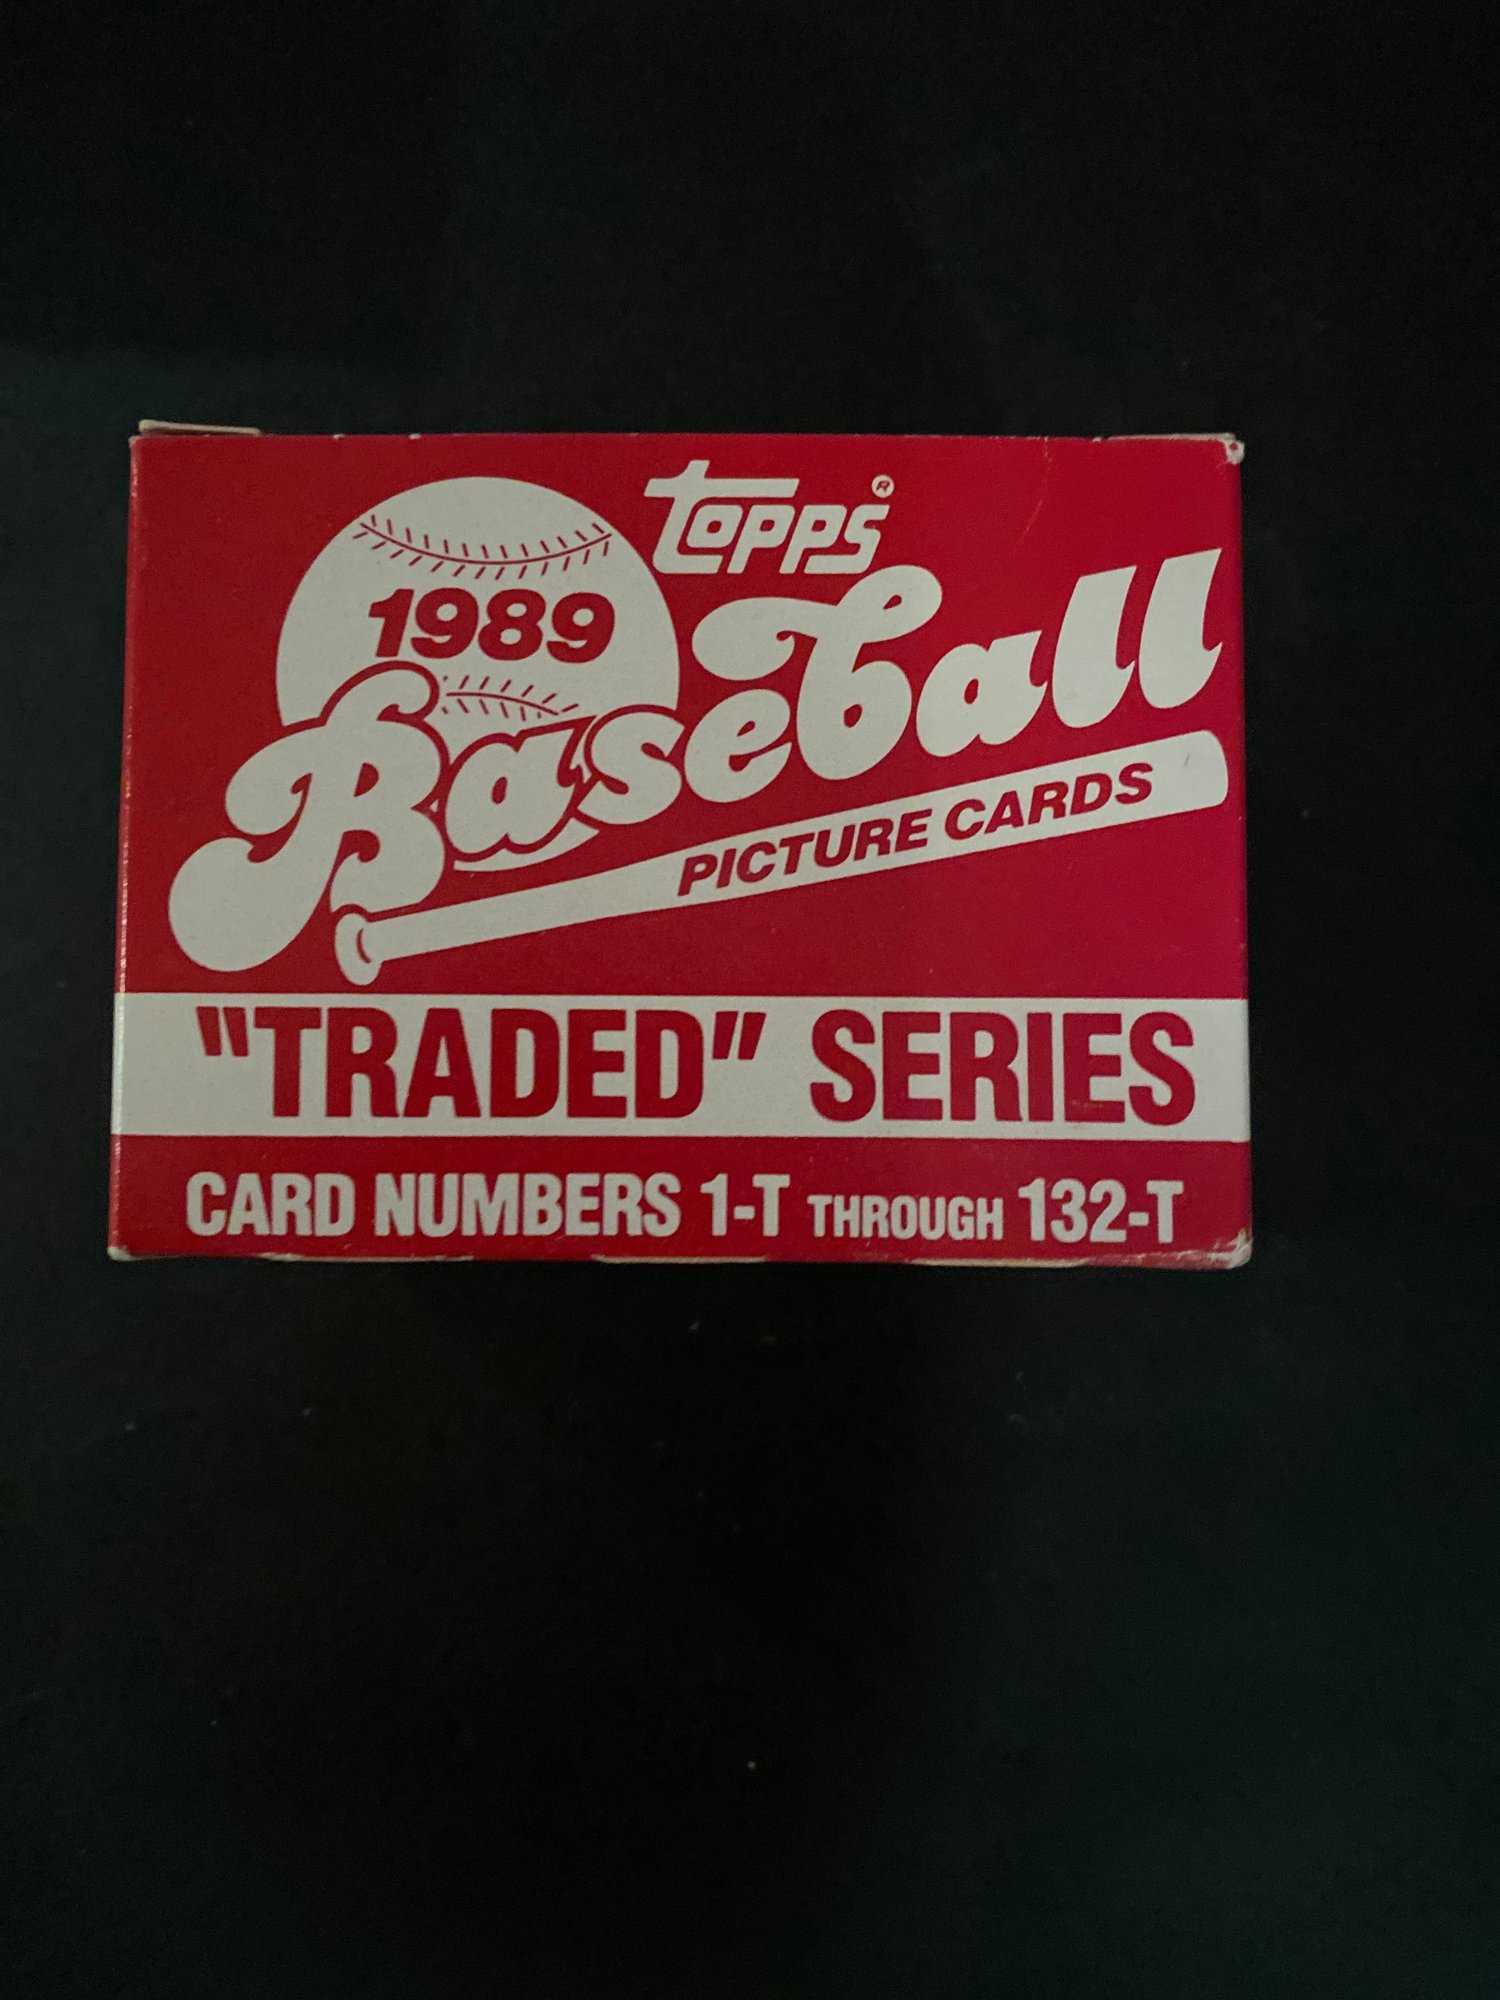 topps®
1989
Baseball
PICTURE CARDS
"TRADED" SERIES
CARD NUMBERS 1-T THROUGH 132-T